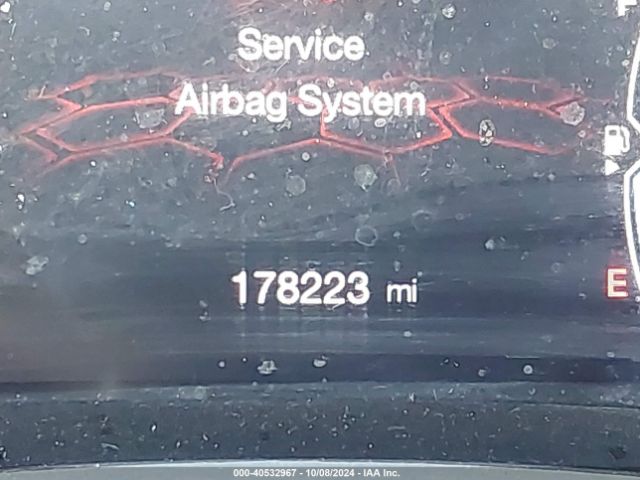 F
Service
Airbag System
178223 mi
E
000-40532967 - 10/08/2024 - IAA Inc.